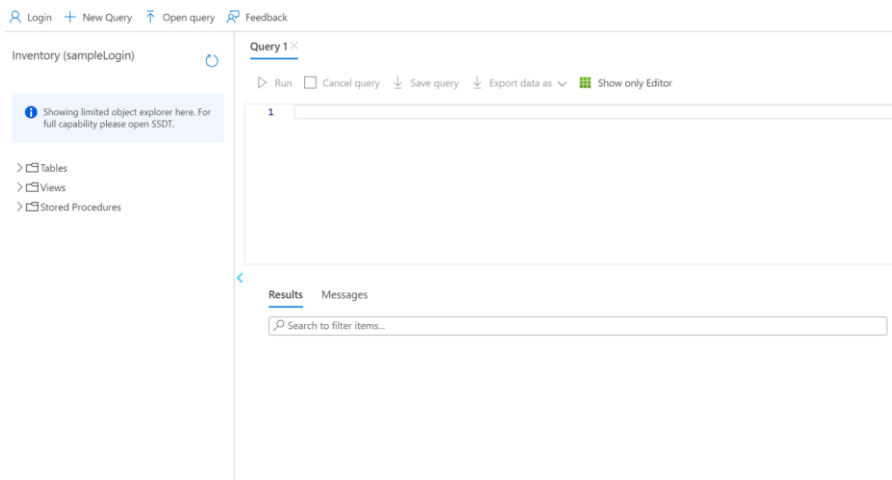 Login New Query Open query Feedback
Inventory (sampleLogin)
Showing limited object explorer here. For
full capability please open SSDT.
Tables
Views
Stored Procedures
Query 1
Run Cancel query Save query Export data as Show only Editor
1
Results Messages
Search to filter items...